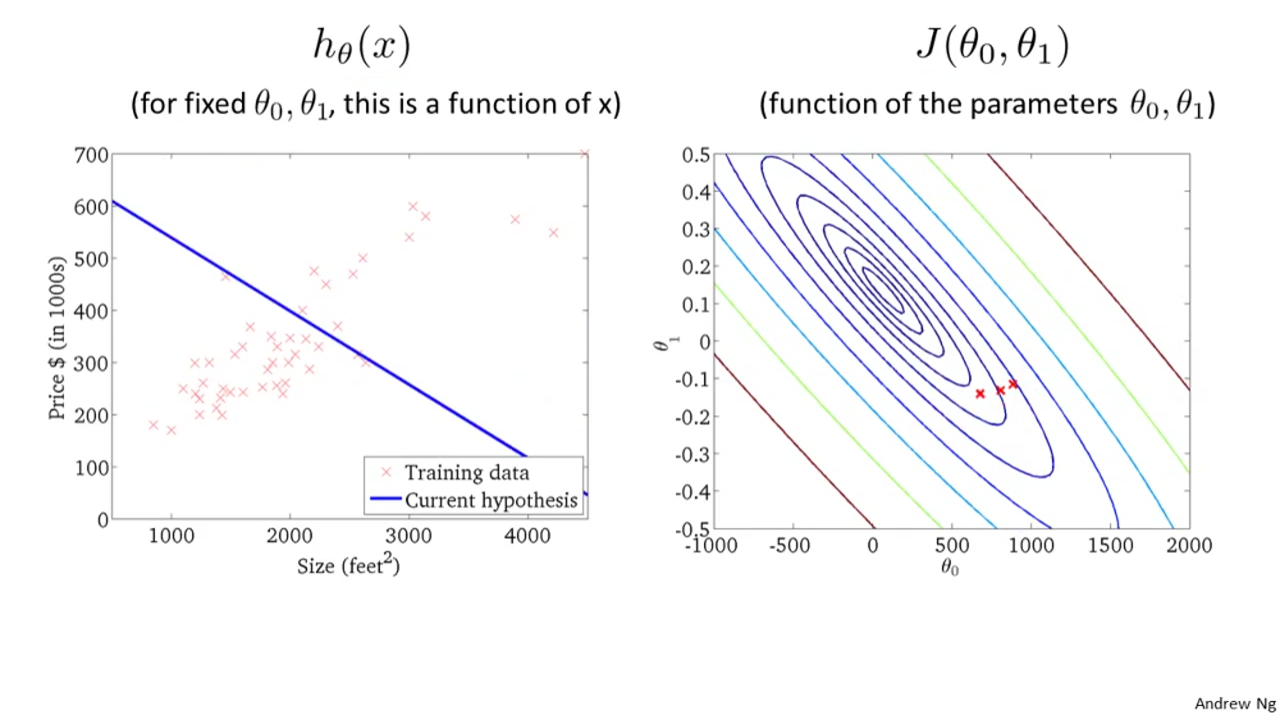 hθ(x)
(for fixed θ0, θ1, this is a function of x)
700
600
500
400
300
200
100
0
Price $ (in 1000s)
1000 2000 3000 4000
Size (feet²)
Training data
Current hypothesis
J(θ0, θ1)
(function of the parameters θ0, θ1)
0.5
0.4
0.3
0.2
0.1
0
-0.1
-0.2
-0.3
-0.4
-0.5
θ1
-1000 -500 0 500 1000 1500 2000
θ0
Andrew Ng